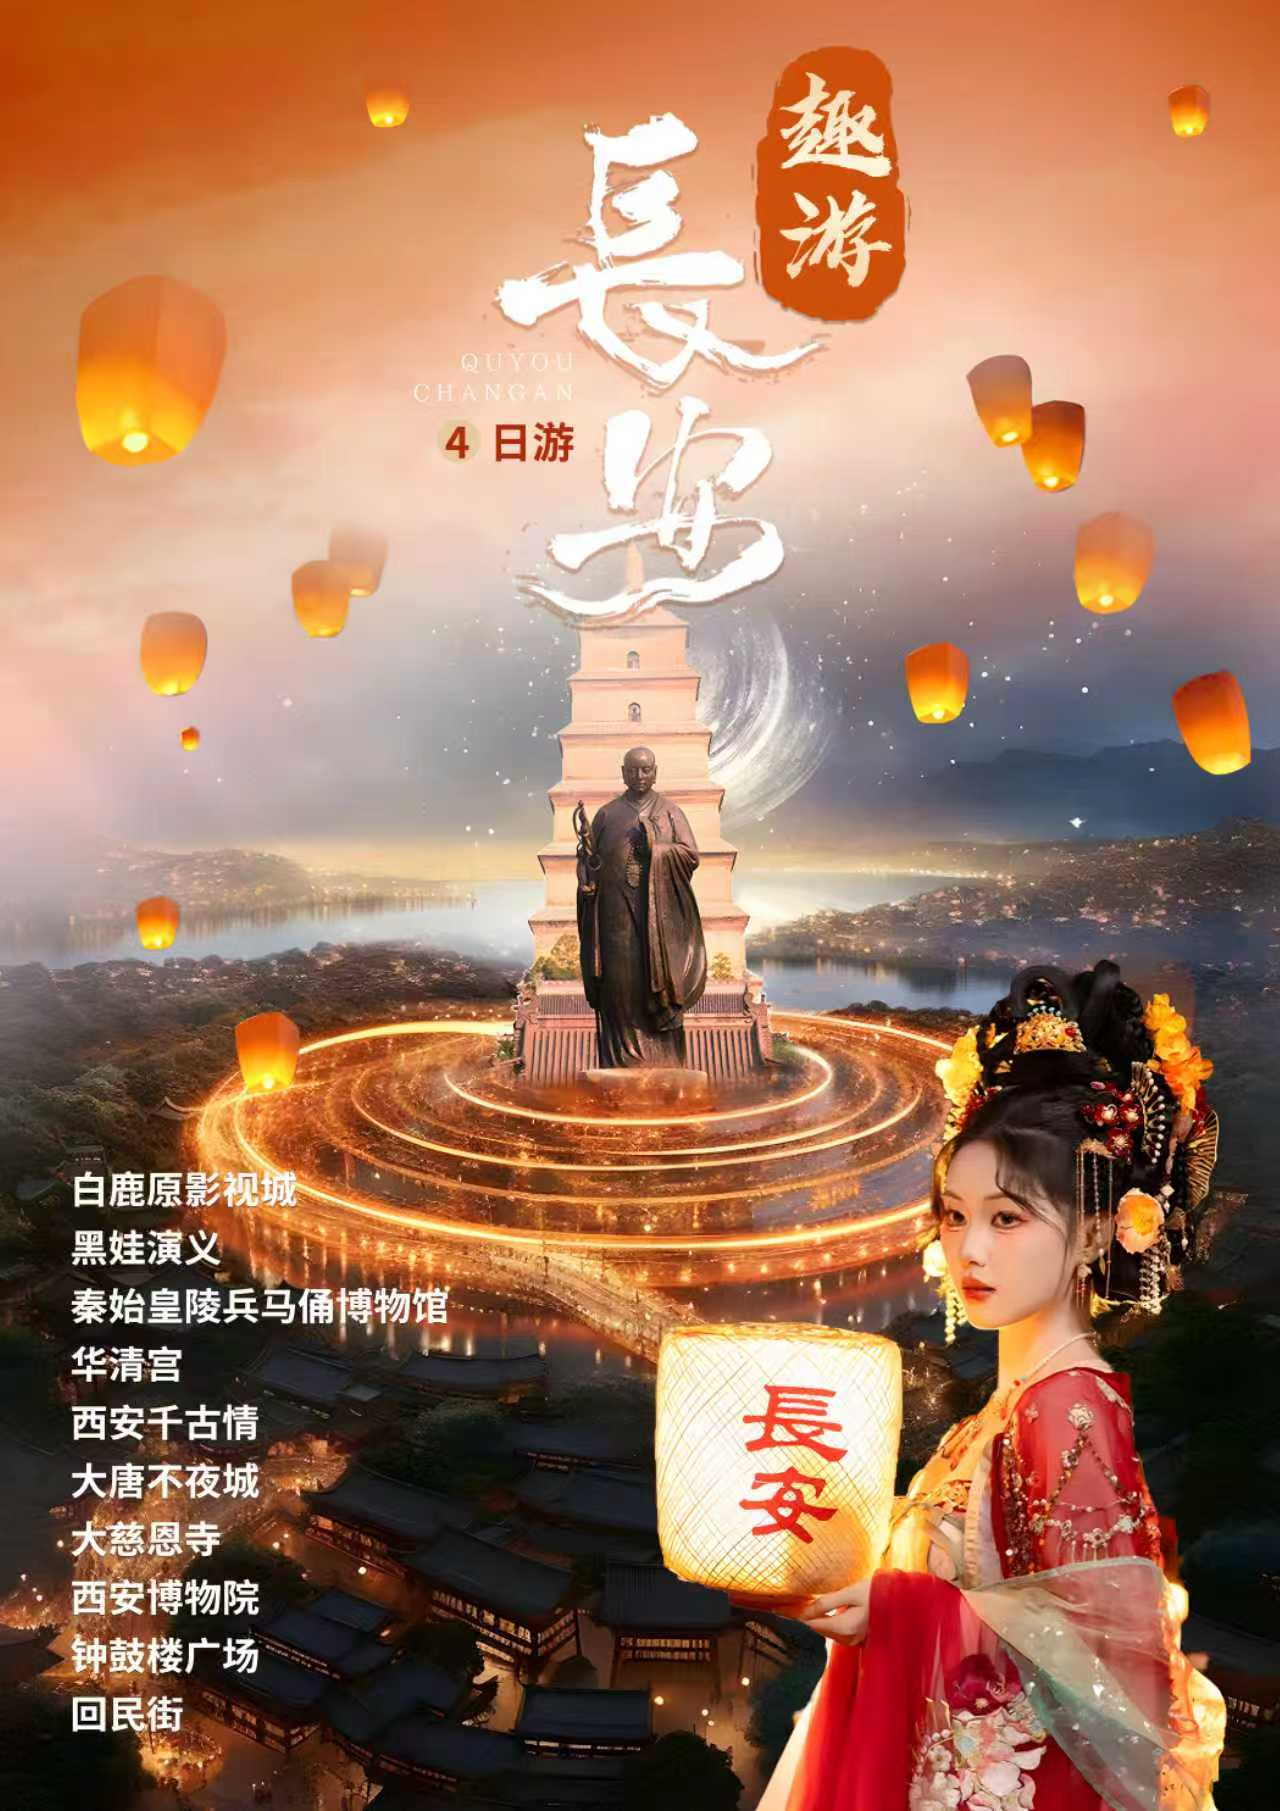 趣游
長安
QUYOU
CHANGAN
4 日游
白鹿原影视城
黑娃演义
秦始皇陵兵马俑博物馆
华清宫
西安千古情
大唐不夜城
大慈恩寺
西安博物院
钟鼓楼广场
回民街
長安